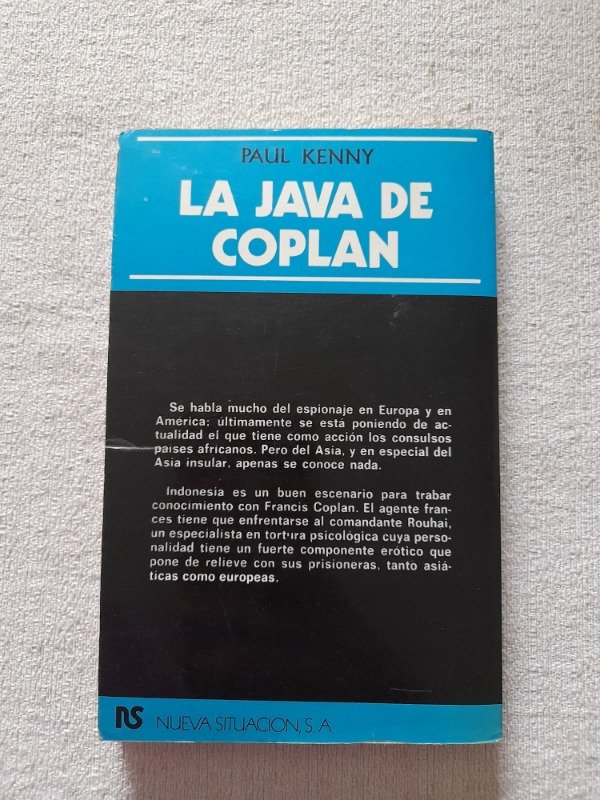 PAUL KENNY
LA JAVA DE
COPLAN
Se habla mucho del espionaje en Europa y en
América; últimamente se está poniendo de ac-
tualidad el que tiene como acción los consulsos
países africanos. Pero del Asia, y en especial del
Asia insular, apenas se conoce nada.
Indonesia es un buen escenario para trabar
conocimiento con Francis Coplan. El agente fran-
ces tiene que enfrentarse al comandante Rouhai,
un especialista en tortura psicológica cuya perso-
nalidad tiene un fuerte componente erótico que
pone de relieve con sus prisioneras, tanto asiá-
ticas como europeas.
NS NUEVA SITUACION, S.A.